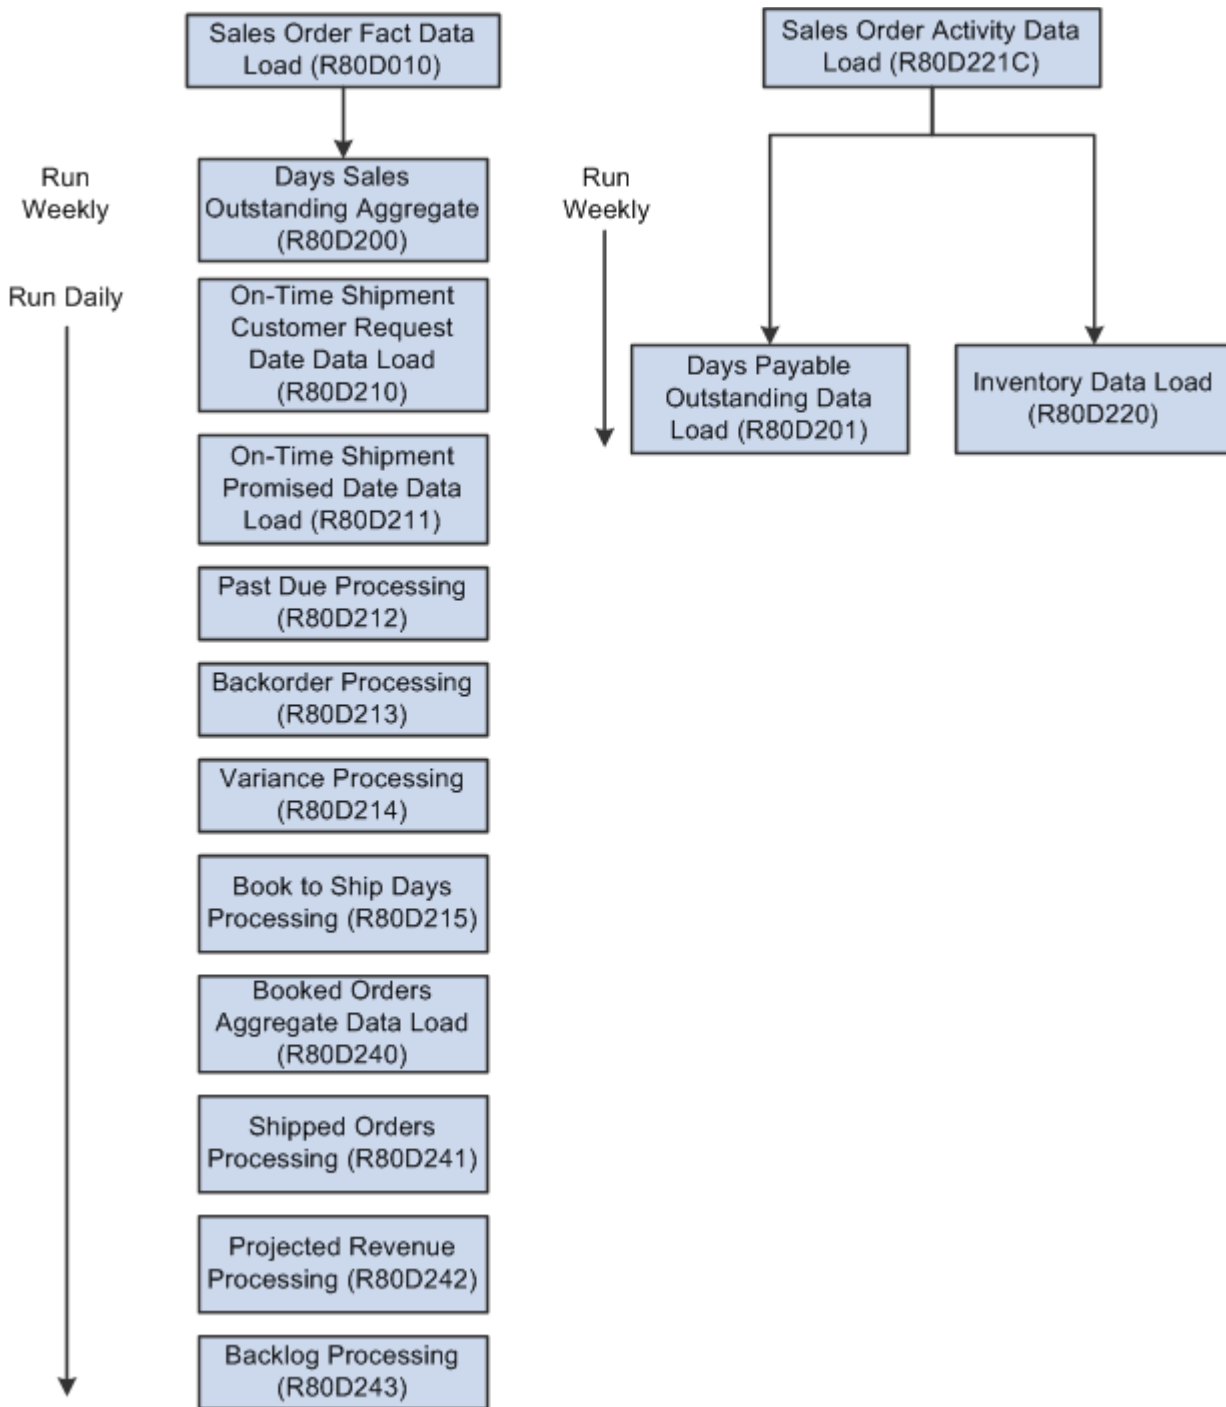 Sales Order Fact Data
Load (R80D010)
Sales Order Activity Data
Load (R80D221C)
Run
Weekly
Days Sales
Outstanding Aggregate
(R80D200)
Run
Weekly
Run Daily
On-Time Shipment
Customer Request
Date Data Load
(R80D210)
Days Payable
Outstanding Data
Load (R80D201)
Inventory Data Load
(R80D220)
On-Time Shipment
Promised Date Data
Load (R80D211)
Past Due Processing
(R80D212)
Backorder Processing
(R80D213)
Variance Processing
(R80D214)
Book to Ship Days
Processing (R80D215)
Booked Orders
Aggregate Data Load
(R80D240)
Shipped Orders
Processing (R80D241)
Projected Revenue
Processing (R80D242)
Backlog Processing
(R80D243)